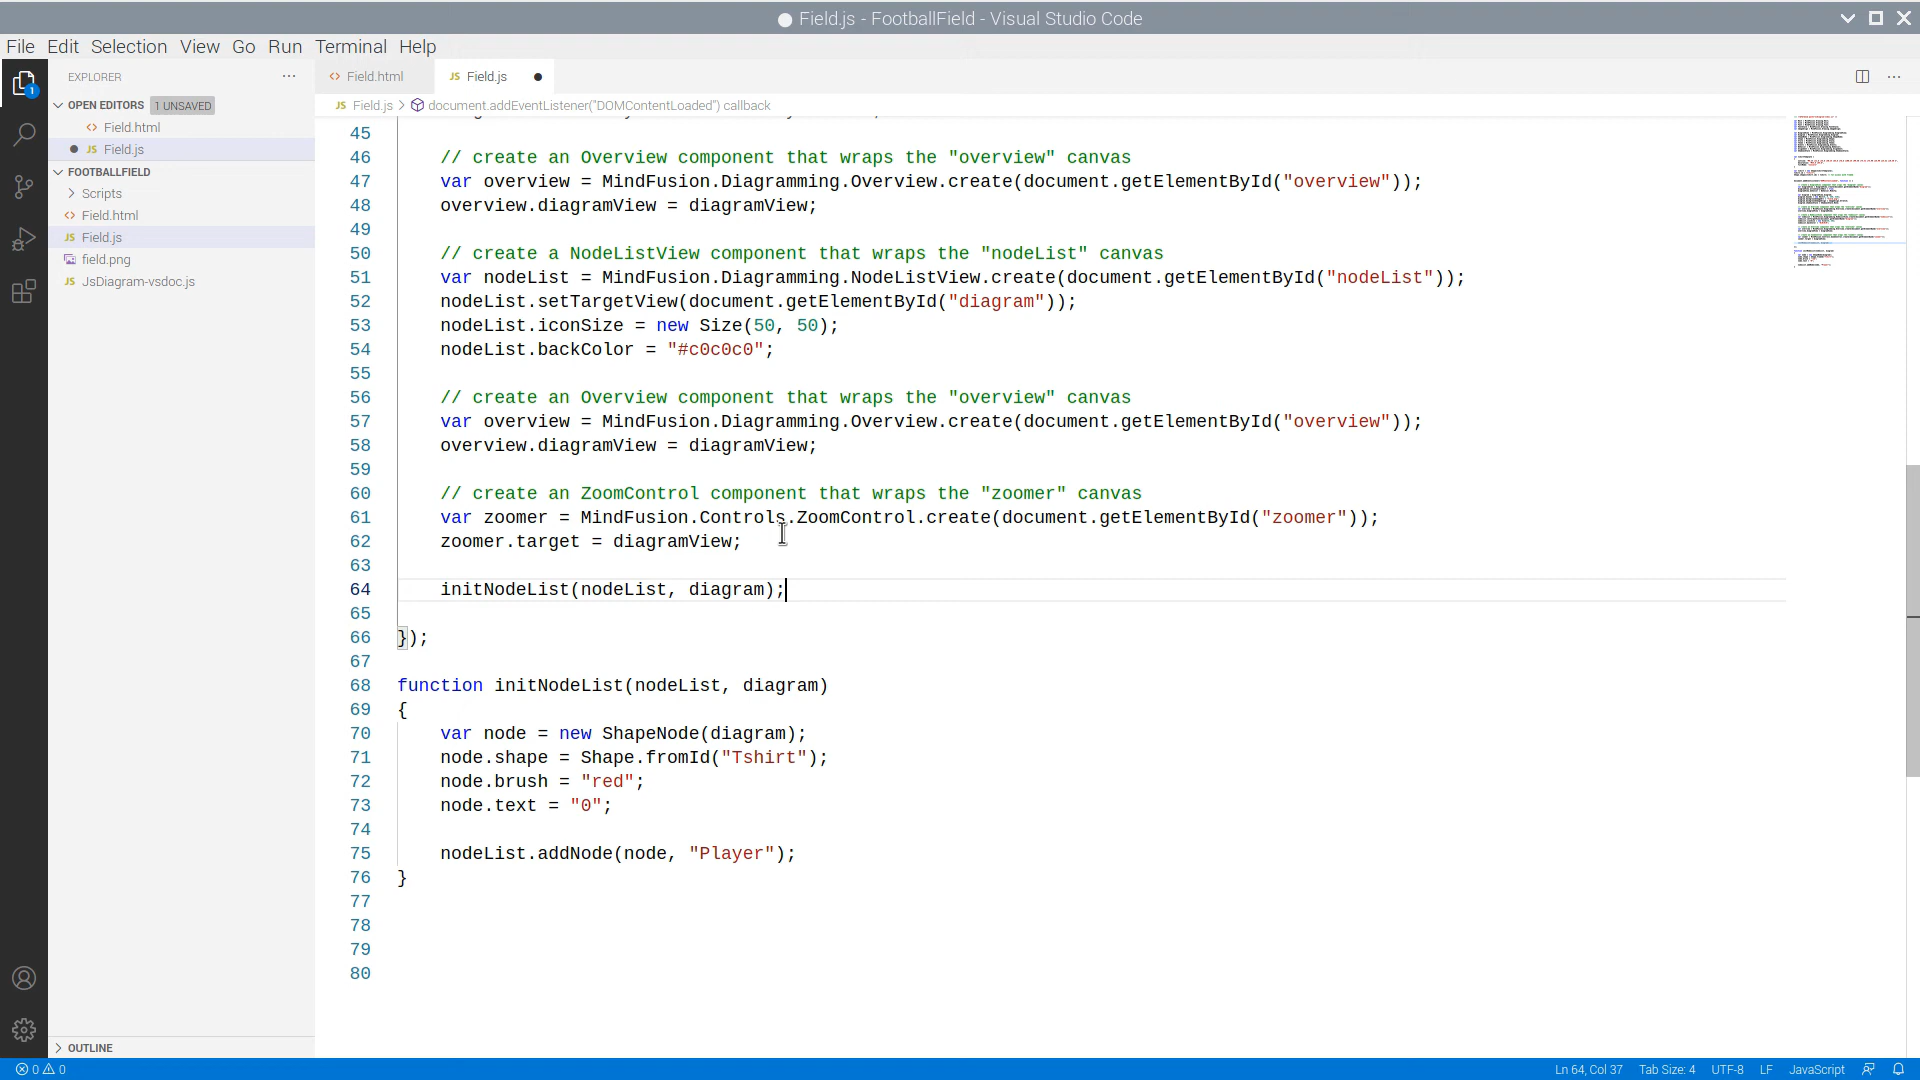 Field.js - FootballField - Visual Studio Code
File Edit Selection View Go Run Terminal Help
EXPLORER
OPEN EDITORS 1 UNSAVED
Field.html
JS Field.js
FOOTBALLFIELD
Scripts
Field.html
JS Field.js
field.png
JS JsDiagram-vsdoc.js
OUTLINE
1
Field.html JS Field.js
JS Field.js > document.addEventListener("DOMContentLoaded") callback
45
46 // create an Overview component that wraps the "overview" canvas
47 var overview = MindFusion.Diagramming.Overview.create(document.getElementById("overview"));
48 overview.diagramView = diagramView;
49
50 // create a NodeListView component that wraps the "nodeList" canvas
51 var nodeList = MindFusion.Diagramming.NodeListView.create(document.getElementById("nodeList"));
52 nodeList.setTargetView(document.getElementById("diagram"));
53 nodeList.iconSize = new Size(50, 50);
54 nodeList.backColor = "#c0c0c0";
55
56 // create an Overview component that wraps the "overview" canvas
57 var overview = MindFusion.Diagramming.Overview.create(document.getElementById("overview"));
58 overview.diagramView = diagramView;
59
60 // create an ZoomControl component that wraps the "zoomer" canvas
61 var zoomer = MindFusion.Controls.ZoomControl.create(document.getElementById("zoomer"));
62 zoomer.target = diagramView;
63
64 initNodeList(nodeList, diagram);
65
66 });
67
68 function initNodeList(nodeList, diagram)
69 {
70 var node = new ShapeNode(diagram);
71 node.shape = Shape.fromId("Tshirt");
72 node.brush = "red";
73 node.text = "0";
74
75 nodeList.addNode(node, "Player");
76 }
77
78
79
80
0 0 Ln 64, Col 37 Tab Size: 4 UTF-8 LF JavaScript